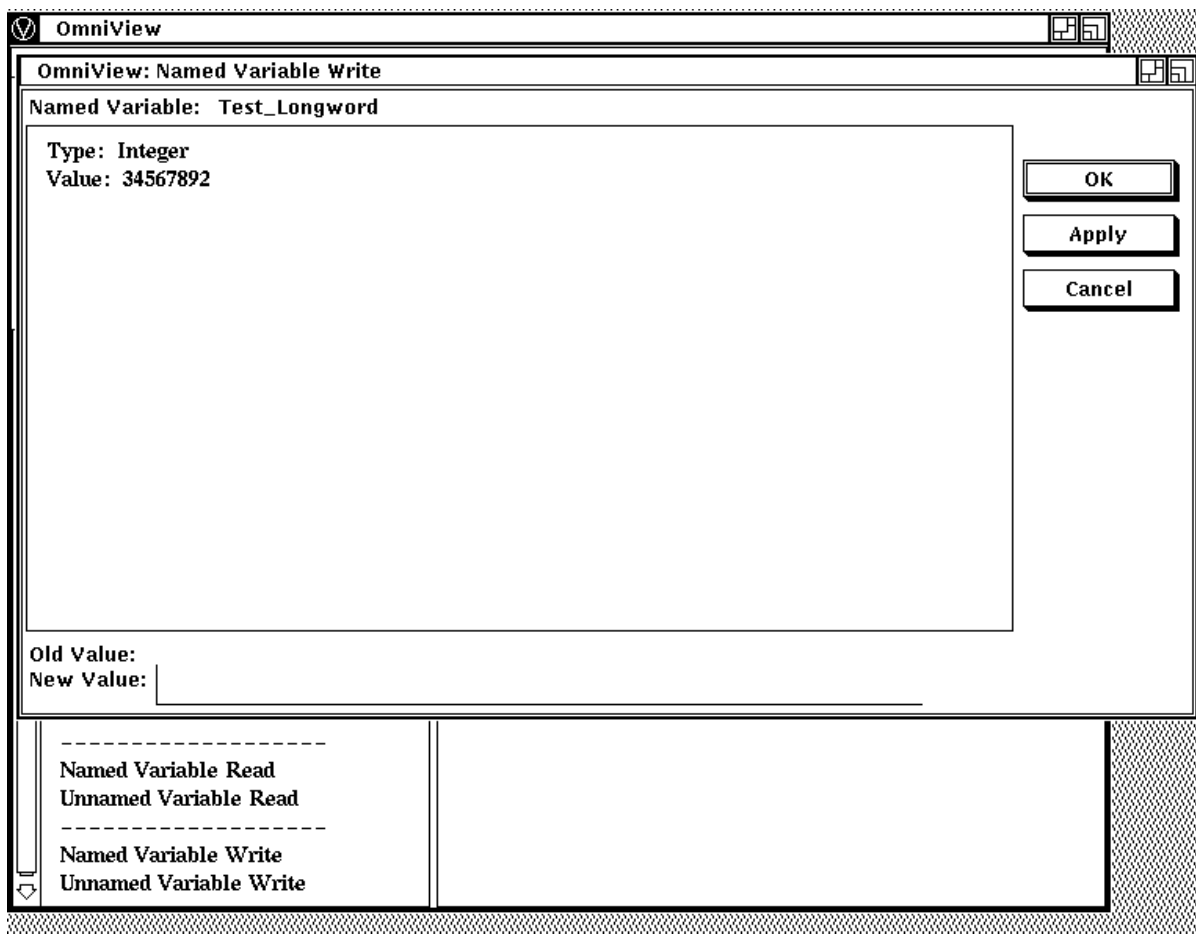 OmniView
OmniView: Named Variable Write
Named Variable: Test_Longword
Type: Integer
Value: 34567892
OK
Apply
Cancel
Old Value:
New Value:
--------------------
Named Variable Read
Unnamed Variable Read
--------------------
Named Variable Write
Unnamed Variable Write